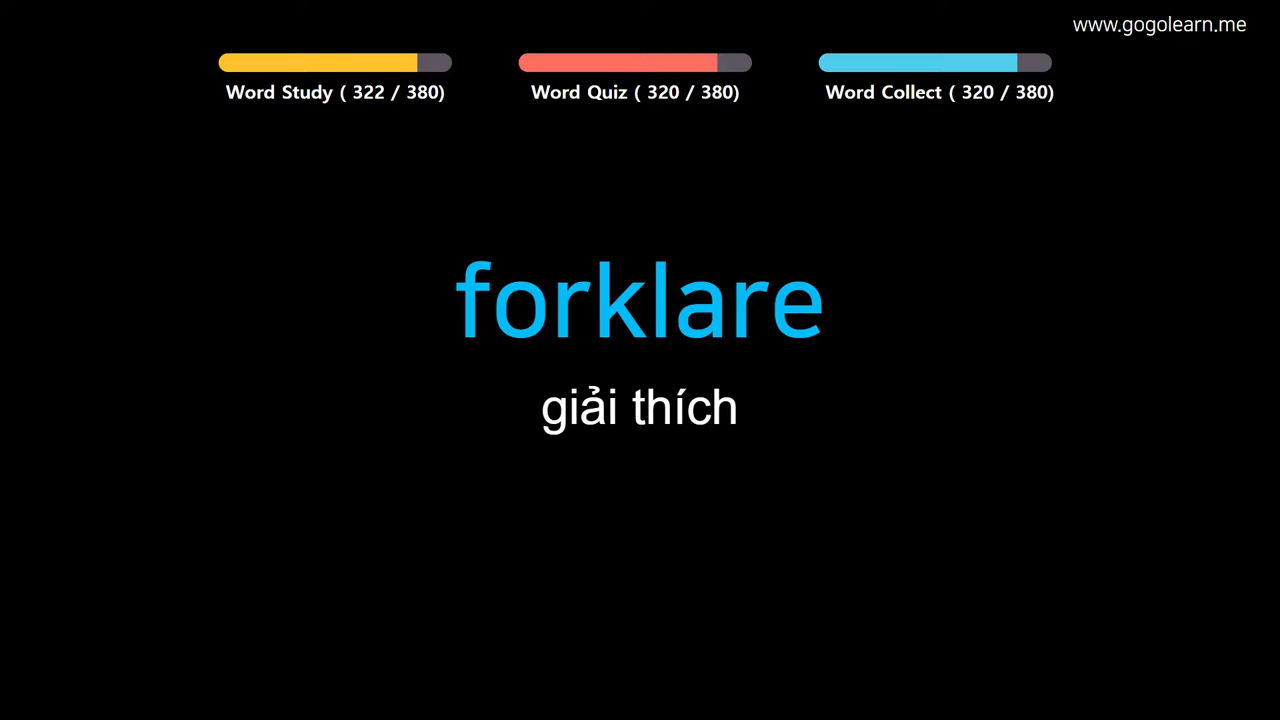 www.gogolearn.me
Word Study ( 322 / 380)
Word Quiz ( 320 / 380)
Word Collect ( 320 / 380)
forklare
giải thích